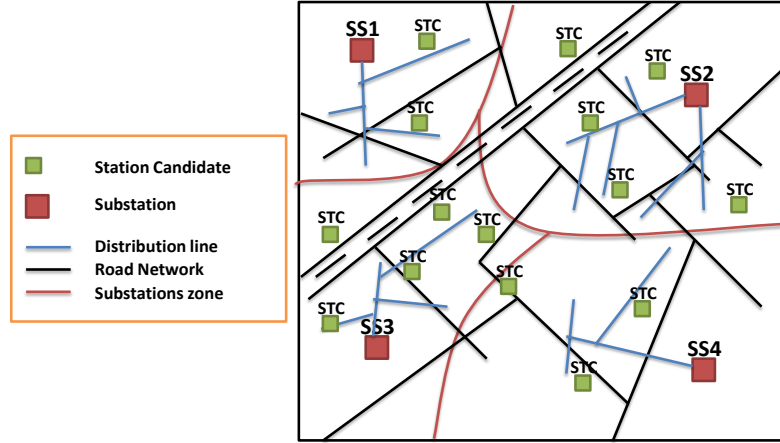 Station Candidate
Substation
Distribution line
Road Network
Substations zone
SS1
STC
STC
STC
SS2
STC
STC
STC
STC
STC
STC
STC
STC
STC
STC
STC
SS3
STC
SS4
STC